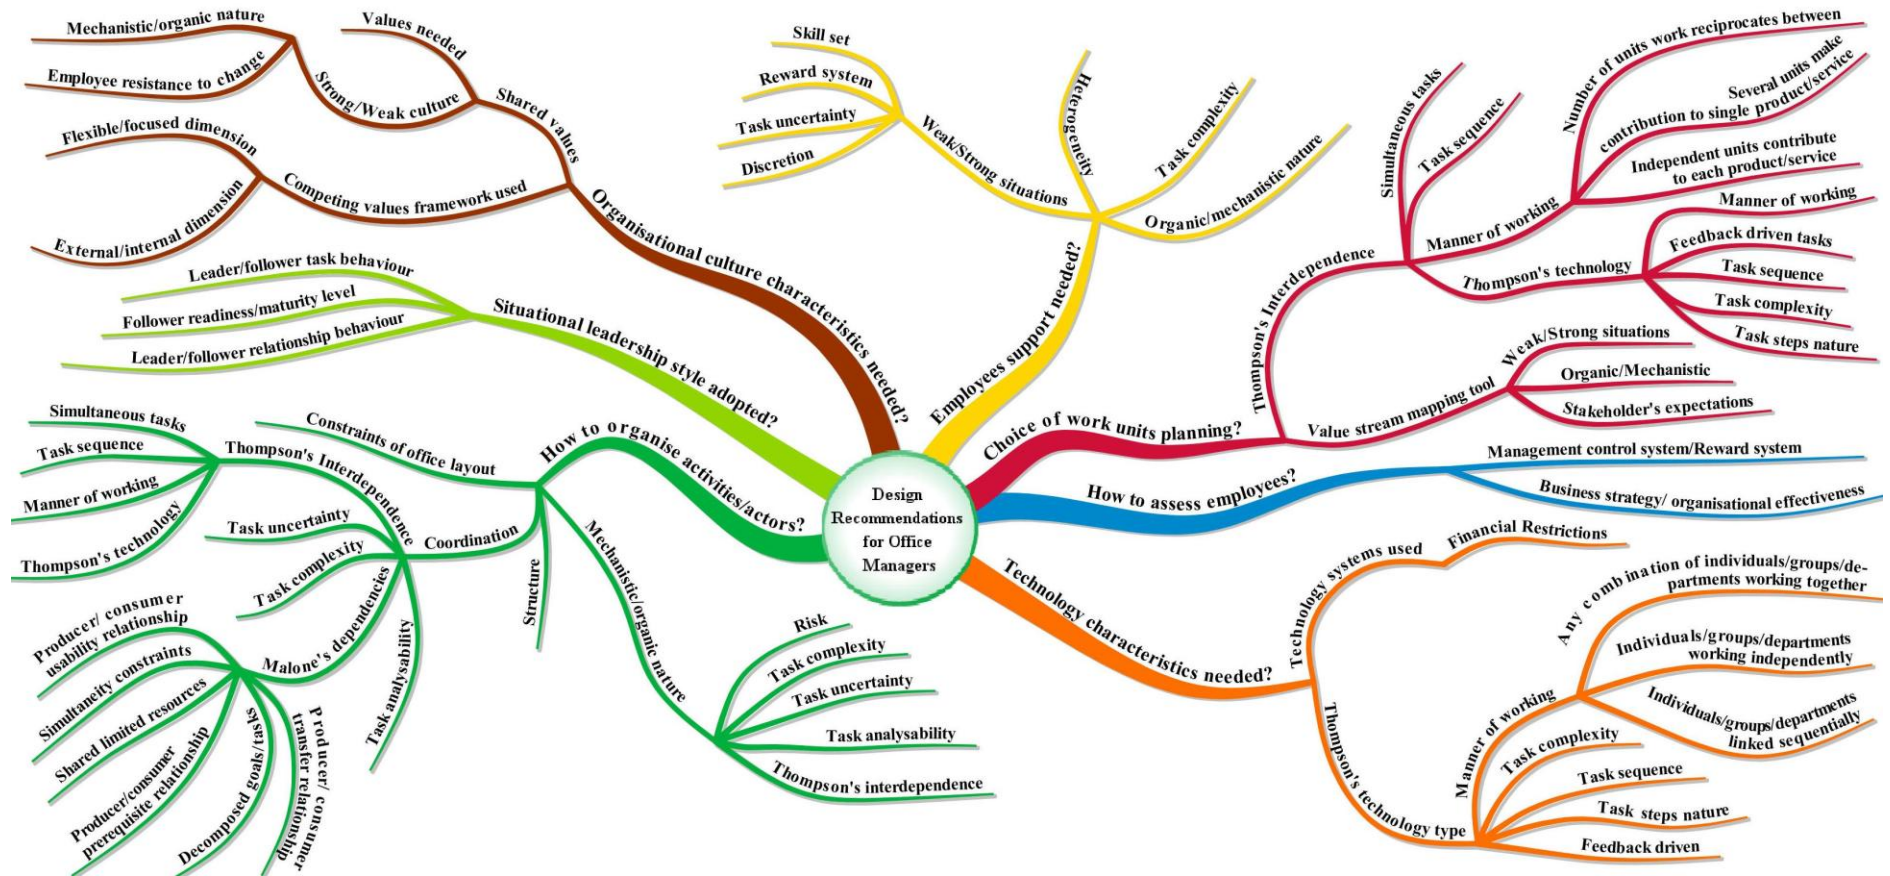 Design
Recommendations
for Office
Managers
Organisational culture characteristics needed?
Shared values
Values needed
Strong/Weak culture
Mechanistic/organic nature
Employee resistance to change
Competing values framework used
Flexible/focused dimension
External/internal dimension
Situational leadership style adopted?
Leader/follower task behaviour
Follower readiness/maturity level
Leader/follower relationship behaviour
How to organise activities/actors?
Constraints of office layout
Coordination
Thompson's Interdependence
Simultaneous tasks
Task sequence
Manner of working
Thompson's technology
Task uncertainty
Task complexity
Malone's dependencies
Producer/ consumer
usability relationship
Simultaneity constraints
Shared limited resources
Producer/consumer
prerequisite relationship
Decomposed goals/
tasks
Producer/ consumer
transfer relationship
Task analysability
Structure
Mechanistic/organic nature
Risk
Task complexity
Task uncertainty
Task analysability
Thompson's interdependence
Employees support needed?
Weak/Strong situations
Skill set
Reward system
Task uncertainty
Discretion
Heterogeneity
Task complexity
Organic/mechanistic nature
Choice of work units planning?
Thompson's Interdependence
Simultaneous tasks
Task sequence
Manner of working
Number of units work reciprocates between
Several units make
contribution to single product/service
Independent units contribute
to each product/service
Thompson's technology
Manner of working
Feedback driven tasks
Task sequence
Task complexity
Task steps nature
Value stream mapping tool
Weak/Strong situations
Organic/Mechanistic
Stakeholder's expectations
How to assess employees?
Management control system/Reward system
Business strategy/ organisational effectiveness
Technology characteristics needed?
Technology systems used
Financial Restrictions
Thompson's technology type
Manner of working
Any combination of individuals/groups/de-
partments working together
Individuals/groups/departments
working independently
Individuals/groups/departments
linked sequentially
Task complexity
Task sequence
Task steps nature
Feedback driven